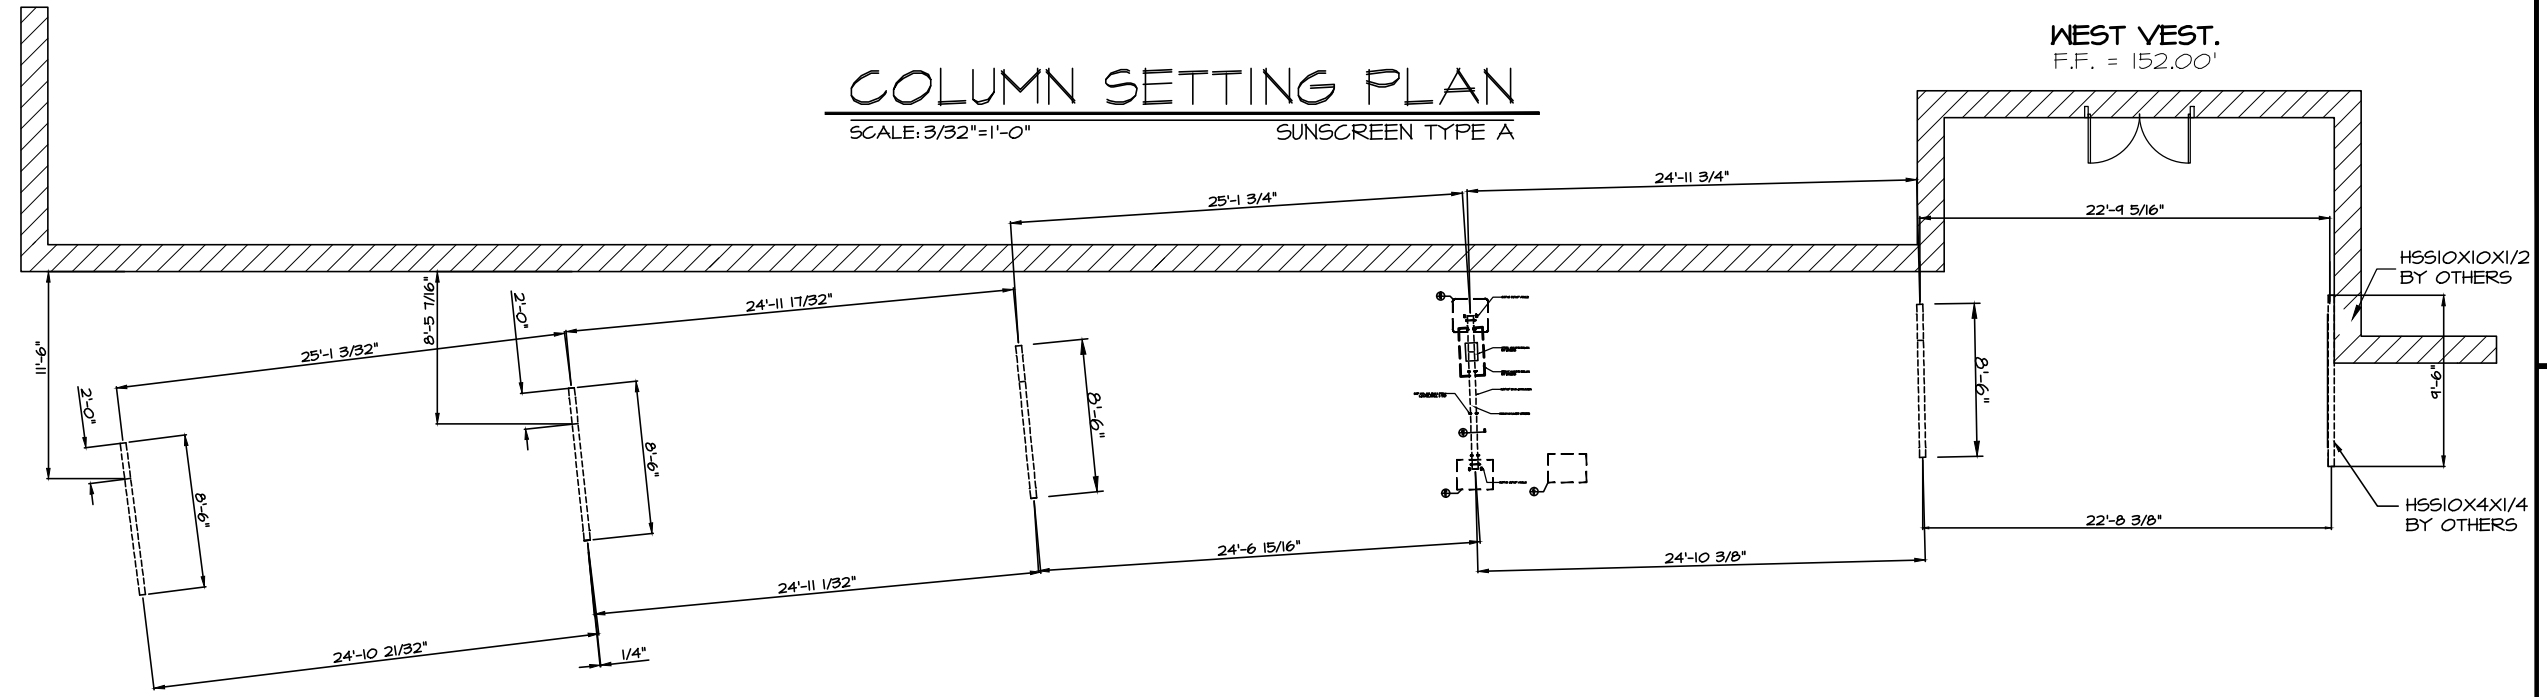 COLUMN SETTING PLAN
SCALE: 3/32"=1'-0"
SUNSCREEN TYPE A
WEST VEST.
F.F. = 152.00'
24'-11 3/4"
25'-1 3/4"
22'-9 5/16"
HSS10X10X1/2
BY OTHERS
24'-11 17/32"
8'-5 7/16"
2'-0"
25'-1 3/32"
11'-6"
2'-0"
8'-6"
8'-6"
8'-6"
8'-6"
9'-6"
HSS10X4X1/4
BY OTHERS
22'-8 3/8"
24'-6 15/16"
24'-10 3/8"
24'-11 1/32"
24'-10 21/32"
1/4"